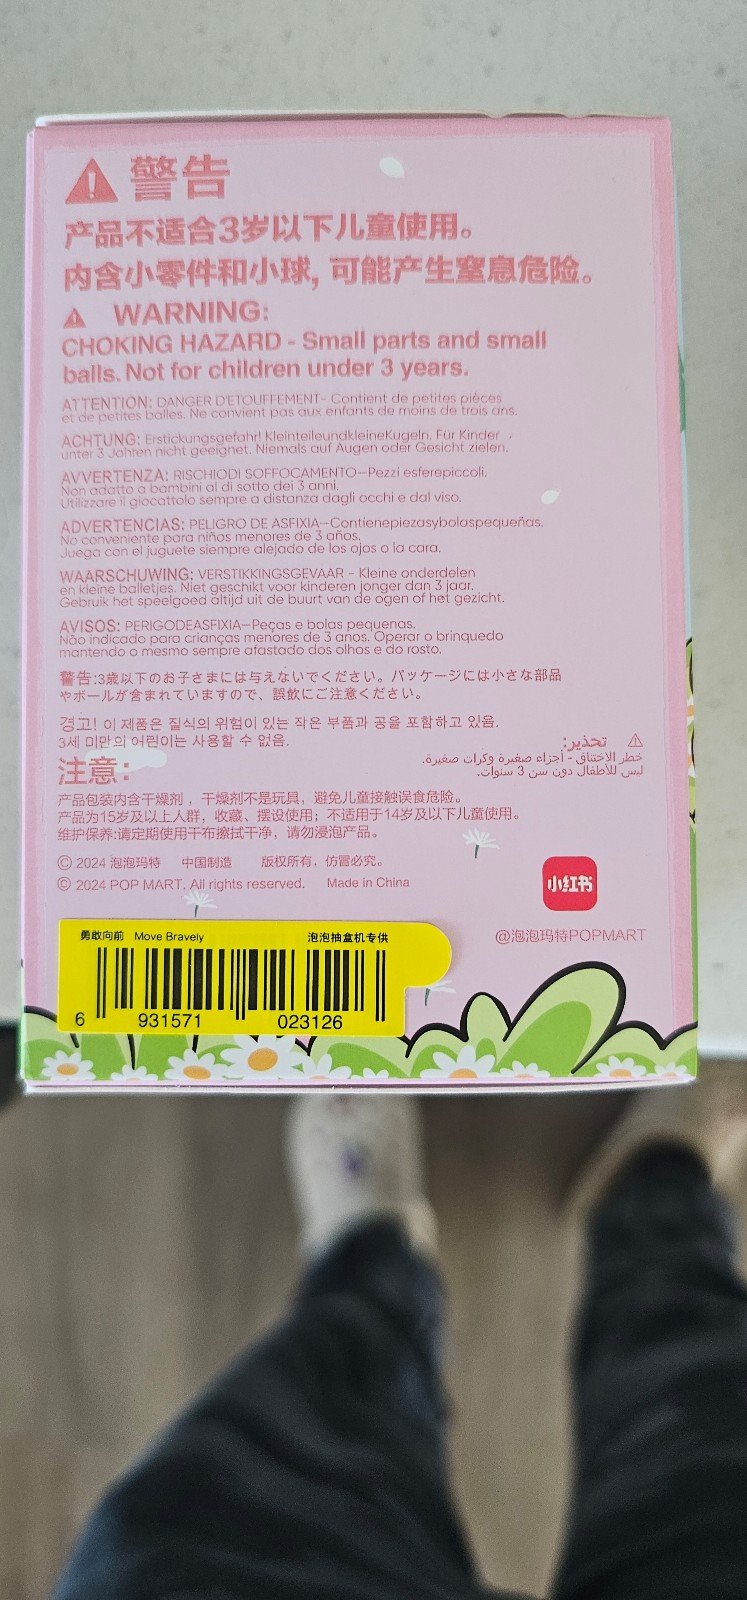 警告
产品不适合3岁以下儿童使用。
内含小零件和小球, 可能产生窒息危险。
WARNING:
CHOKING HAZARD - Small parts and small
balls. Not for children under 3 years.
ATTENTION: DANGER D'ETOUFFEMENT- Contient de petites pièces
et de petites balles. Ne convient pas aux enfants de moins de trois ans.
ACHTUNG: Erstickungsgefahr! KleinteileundkleineKugeln. Für Kinder
unter 3 Jahren nicht geeignet. Niemals auf Augen oder Gesicht zielen.
AVVERTENZA: RISCHIODI SOFFOCAMENTO—Pezzi esferepiccoli.
Non adatto a bambini al di sotto dei 3 anni.
Utilizzare il giocattolo sempre a distanza dagli occhi e dal viso.
ADVERTENCIAS: PELIGRO DE ASFIXIA—Contienepiezasybolaspequeñas.
No conveniente para niños menores de 3 años.
Juega con el juguete siempre alejado de los ojos o la cara.
WAARSCHUWING: VERSTIKKINGSGEVAAR - Kleine onderdelen
en kleine balletjes. Niet geschikt voor kinderen jonger dan 3 jaar.
Gebruik het speelgoed altijd uit de buurt van de ogen of het gezicht.
AVISOS: PERIGODEASFIXIA—Peças e bolas pequenas.
Não indicado para crianças menores de 3 anos. Operar o brinquedo
mantendo o mesmo sempre afastado dos olhos e do rosto.
警告:3歳以下のお子さまには与えないでください。パッケージには小さな部品
やボールが含まれていますので、誤飲にご注意ください。
경고! 이 제품은 질식의 위험이 있는 작은 부품과 공을 포함하고 있음.
3세 미만의 어린이는 사용할 수 없음.
تحذير:
خطر الاختناق - أجزاء صغيرة وكرات صغيرة.
ليس للأطفال دون سن 3 سنوات.
注意:
产品包装内含干燥剂，干燥剂不是玩具，避免儿童接触误食危险。
产品为15岁及以上人群，收藏、摆设使用；不适用于14岁及以下儿童使用。
维护保养:请定期使用干布擦拭干净，请勿浸泡产品。
© 2024 泡泡玛特 中国制造 版权所有，仿冒必究。
© 2024 POP MART. All rights reserved. Made in China
小红书
@泡泡玛特POPMART
勇敢向前 Move Bravely 泡泡抽盒机专供
6 931571 023126